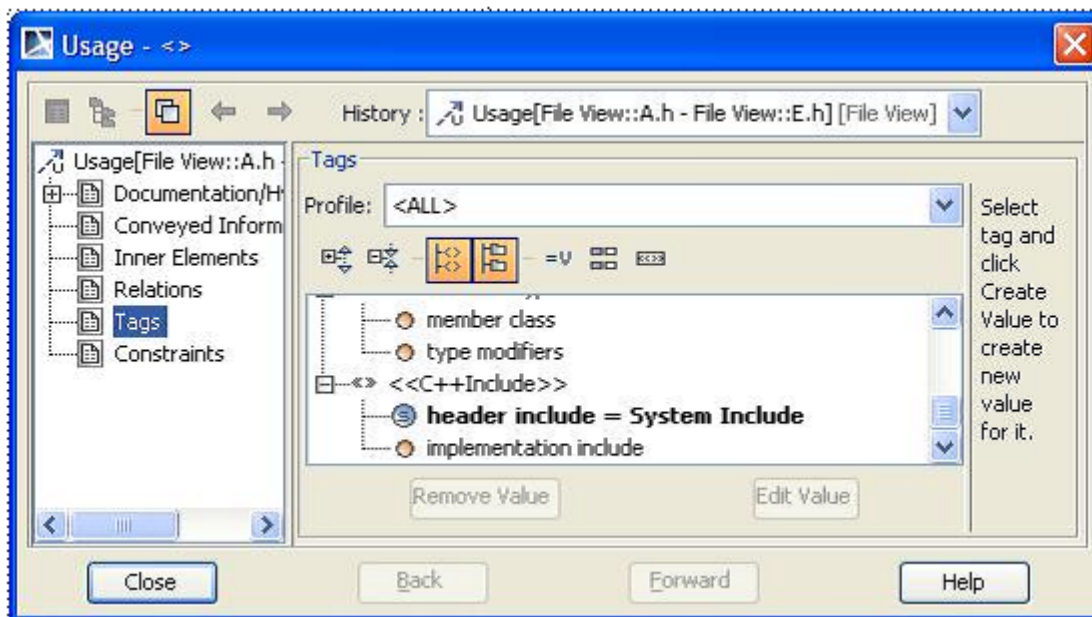 Usage - <>
History : Usage[File View::A.h - File View::E.h] [File View]
Usage[File View::A.h -
Documentation/H
Conveyed Inform
Inner Elements
Relations
Tags
Constraints
Tags
Profile: <ALL>
=V
member class
type modifiers
<<C++Include>>
header include = System Include
implementation include
Remove Value
Edit Value
Select
tag and
click
Create
Value to
create
new
value
for it.
Close
Back
Forward
Help